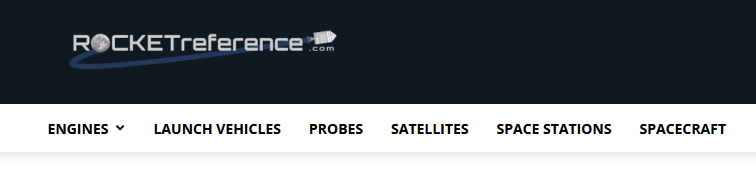 ROCKETreference
.com
ENGINES LAUNCH VEHICLES PROBES SATELLITES SPACE STATIONS SPACECRAFT